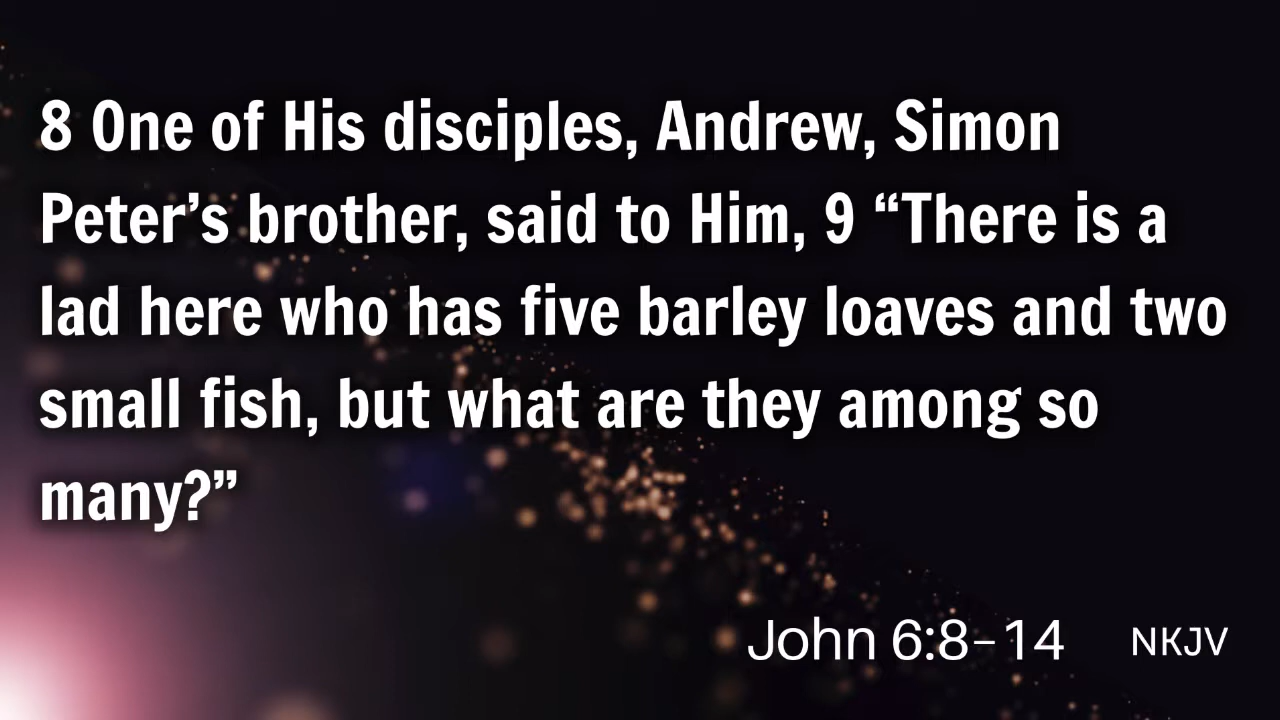 8 One of His disciples, Andrew, Simon
Peter’s brother, said to Him, 9 “There is a
lad here who has five barley loaves and two
small fish, but what are they among so
many?”
John 6:8–14 NKJV